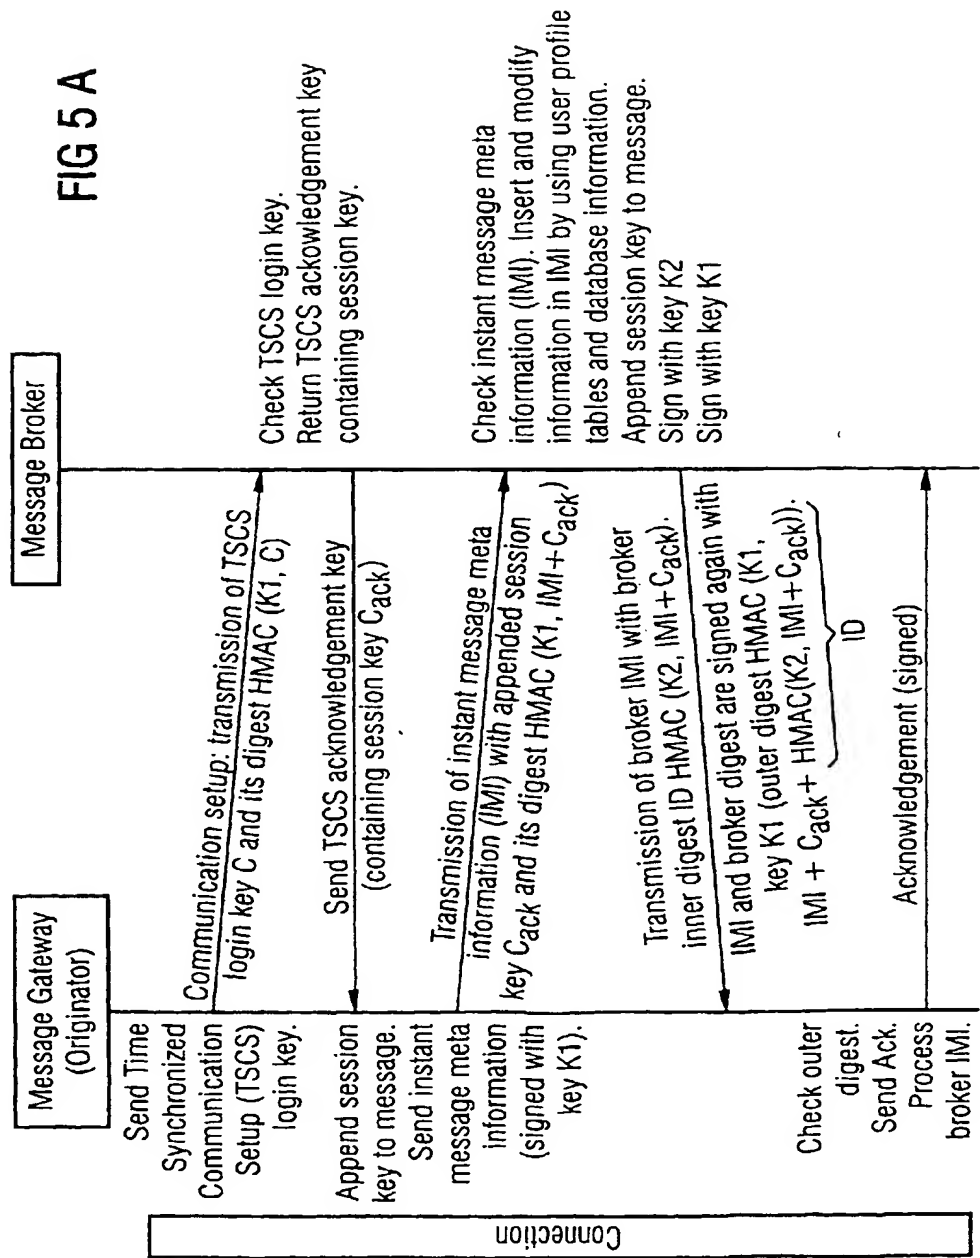 FIG 5 A
Message Gateway
(Originator)
Message Broker
Connection
Send Time
Synchronized
Communication
Setup (TSCS)
login key.
Communication setup: transmission of TSCS
login key C and its digest HMAC (K1, C)
Check TSCS login key.
Return TSCS ackowledgement key
containing session key.
Send TSCS acknowledgement key
(containing session key Cack)
Append session
key to message.
Send instant
message meta
information
(signed with
key K1).
Transmission of instant message meta
information (IMI) with appended session
key Cack and its digest HMAC (K1, IMI+Cack)
Check instant message meta
information (IMI). Insert and modify
information in IMI by using user profile
tables and database information.
Append session key to message.
Sign with key K2
Sign with key K1
Transmission of broker IMI with broker
inner digest ID HMAC (K2, IMI+Cack).
IMI and broker digest are signed again with
key K1 (outer digest HMAC (K1,
IMI + Cack + HMAC(K2, IMI+Cack)).
ID
Check outer
digest.
Send Ack.
Process
broker IMI.
Acknowledgement (signed)